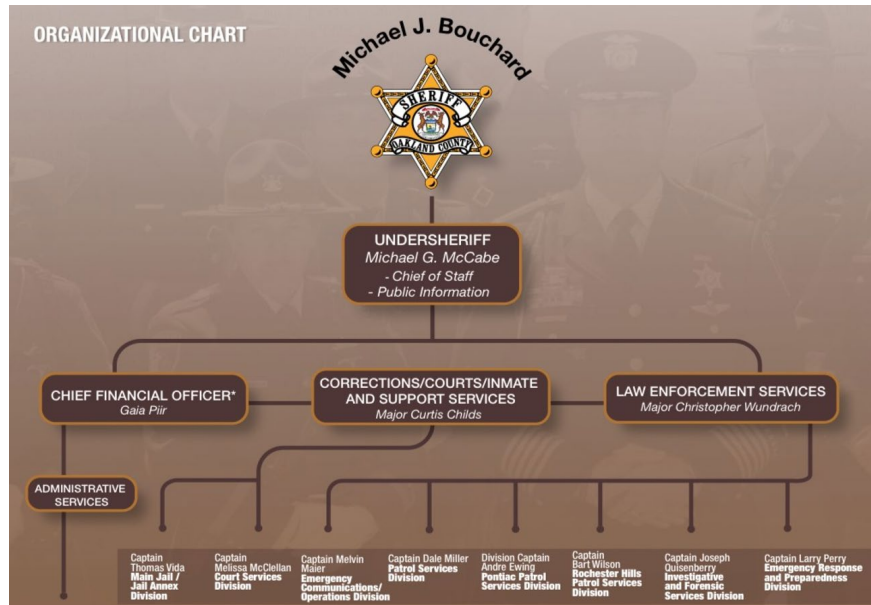 ORGANIZATIONAL CHART
Michael J. Bouchard
SHERIFF
OAKLAND COUNTY
UNDERSHERIFF
Michael G. McCabe
- Chief of Staff
- Public Information
CHIEF FINANCIAL OFFICER*
Gaia Piir
CORRECTIONS/COURTS/INMATE
AND SUPPORT SERVICES
Major Curtis Childs
LAW ENFORCEMENT SERVICES
Major Christopher Wundrach
ADMINISTRATIVE
SERVICES
Captain
Thomas Vida
Main Jail /
Jail Annex
Division
Captain
Melissa McClellan
Court Services
Division
Captain Melvin
Maier
Emergency
Communications/
Operations Division
Captain Dale Miller
Patrol Services
Division
Division Captain
Andre Ewing
Pontiac Patrol
Services Division
Captain
Bart Wilson
Rochester Hills
Patrol Services
Division
Captain Joseph
Quisenberry
Investigative
and Forensic
Services Division
Captain Larry Perry
Emergency Response
and Preparedness
Division